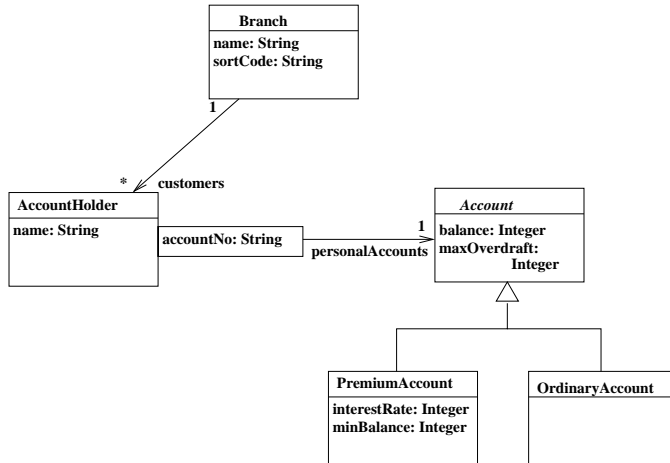 Branch
name: String
sortCode: String
1
*
customers
AccountHolder
name: String
accountNo: String
1
personalAccounts
Account
balance: Integer
maxOverdraft:
Integer
PremiumAccount
interestRate: Integer
minBalance: Integer
OrdinaryAccount